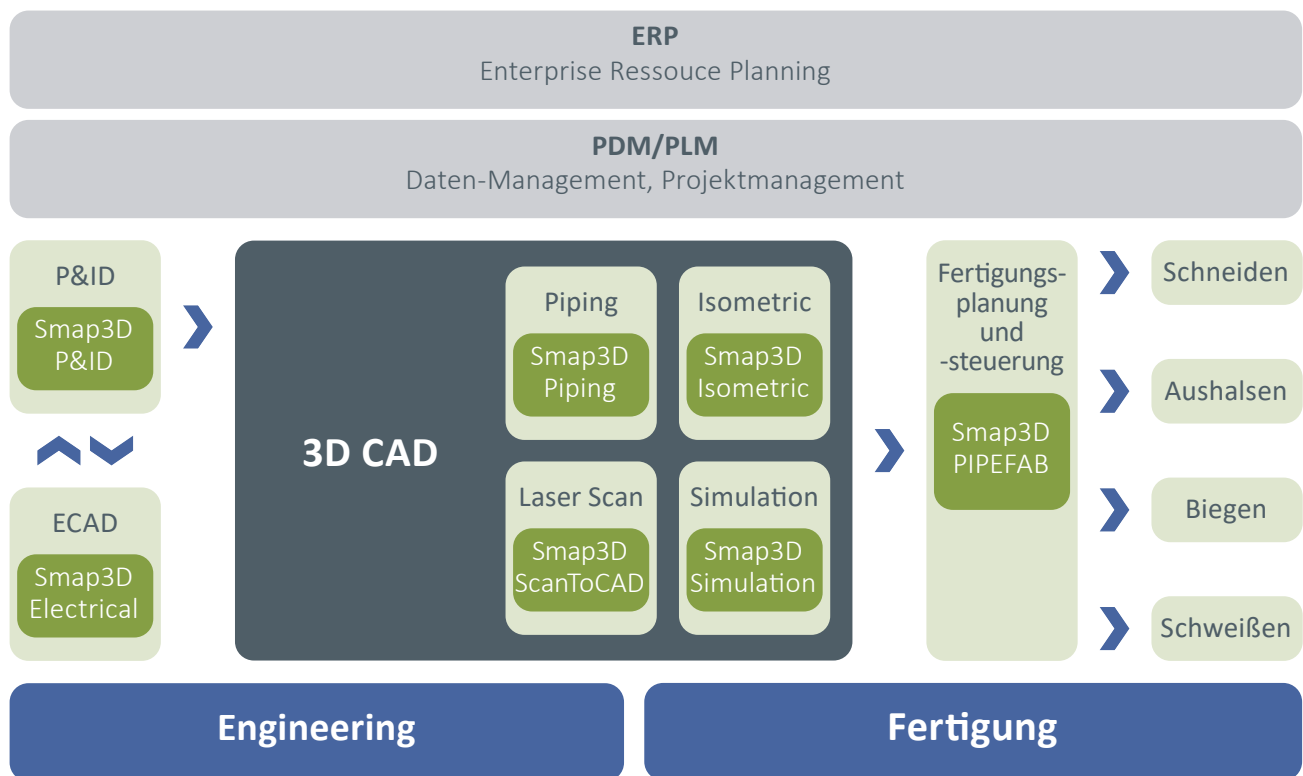 ERP
Enterprise Ressouce Planning
PDM/PLM
Daten-Management, Projektmanagement
P&ID
Smap3D
P&ID
ECAD
Smap3D
Electrical
3D CAD
Piping
Smap3D
Piping
Isometric
Smap3D
Isometric
Laser Scan
Smap3D
ScanToCAD
Simulation
Smap3D
Simulation
Fertigungs-
planung
und
-steuerung
Smap3D
PIPEFAB
Schneiden
Aushalsen
Biegen
Schweißen
Engineering
Fertigung